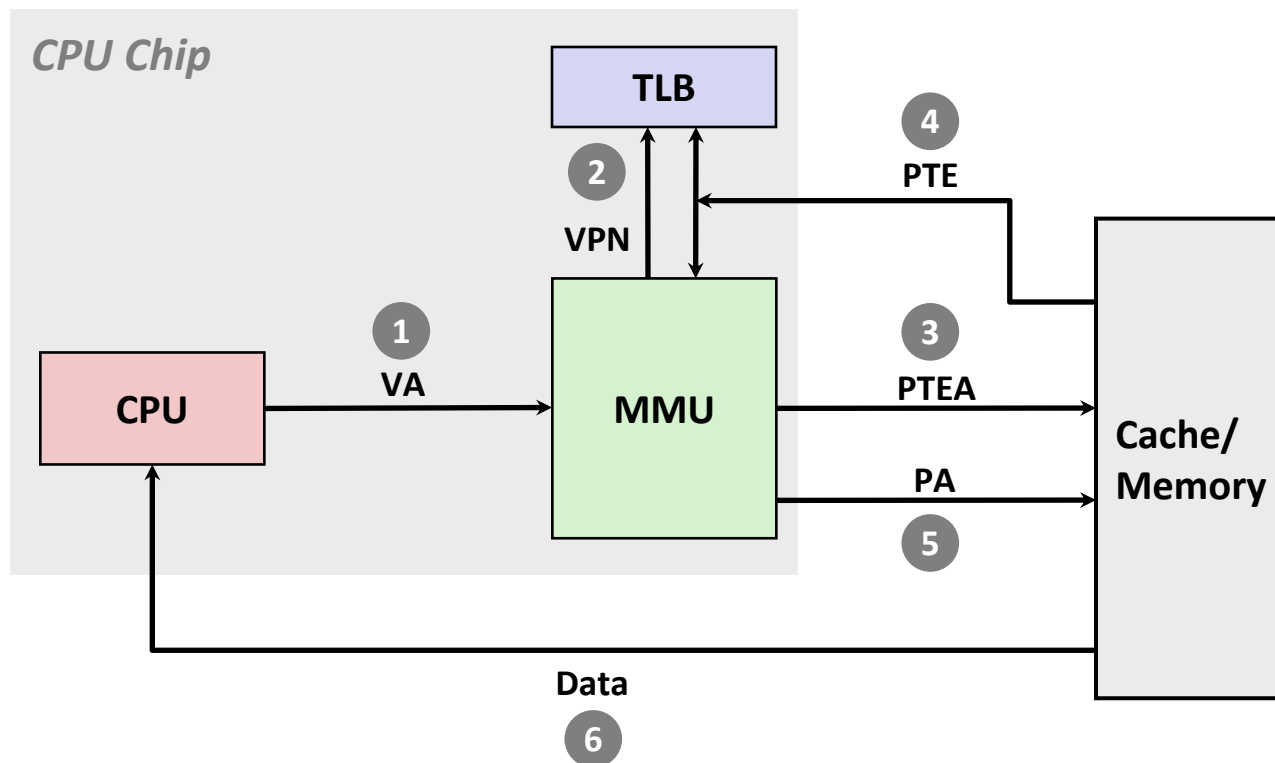 CPU Chip
TLB
4
PTE
2
VPN
1
VA
3
PTEA
CPU
MMU
Cache/
Memory
PA
5
Data
6